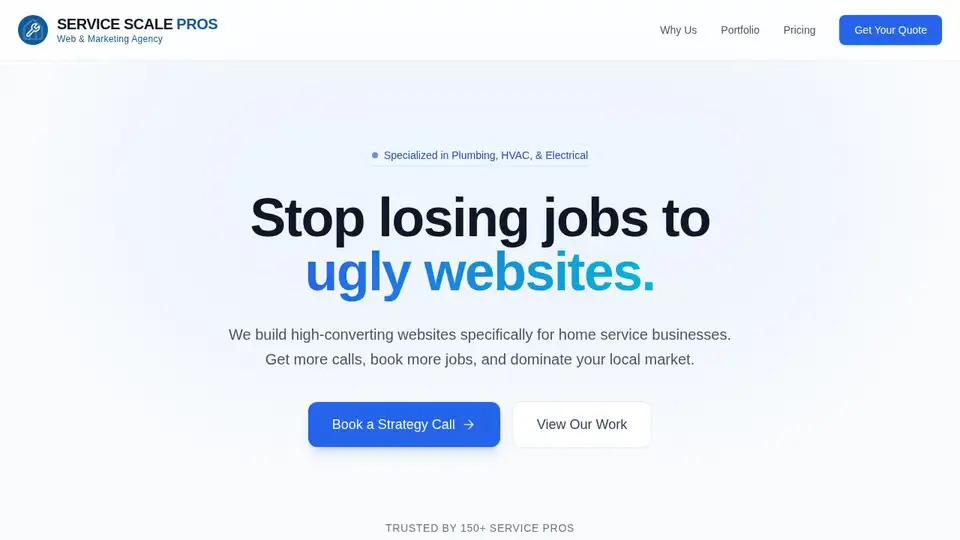 SERVICE SCALE PROS
Web & Marketing Agency
Why Us
Portfolio
Pricing
Get Your Quote
Specialized in Plumbing, HVAC, & Electrical
Stop losing jobs to
ugly websites.
We build high-converting websites specifically for home service businesses.
Get more calls, book more jobs, and dominate your local market.
Book a Strategy Call →
View Our Work
TRUSTED BY 150+ SERVICE PROS